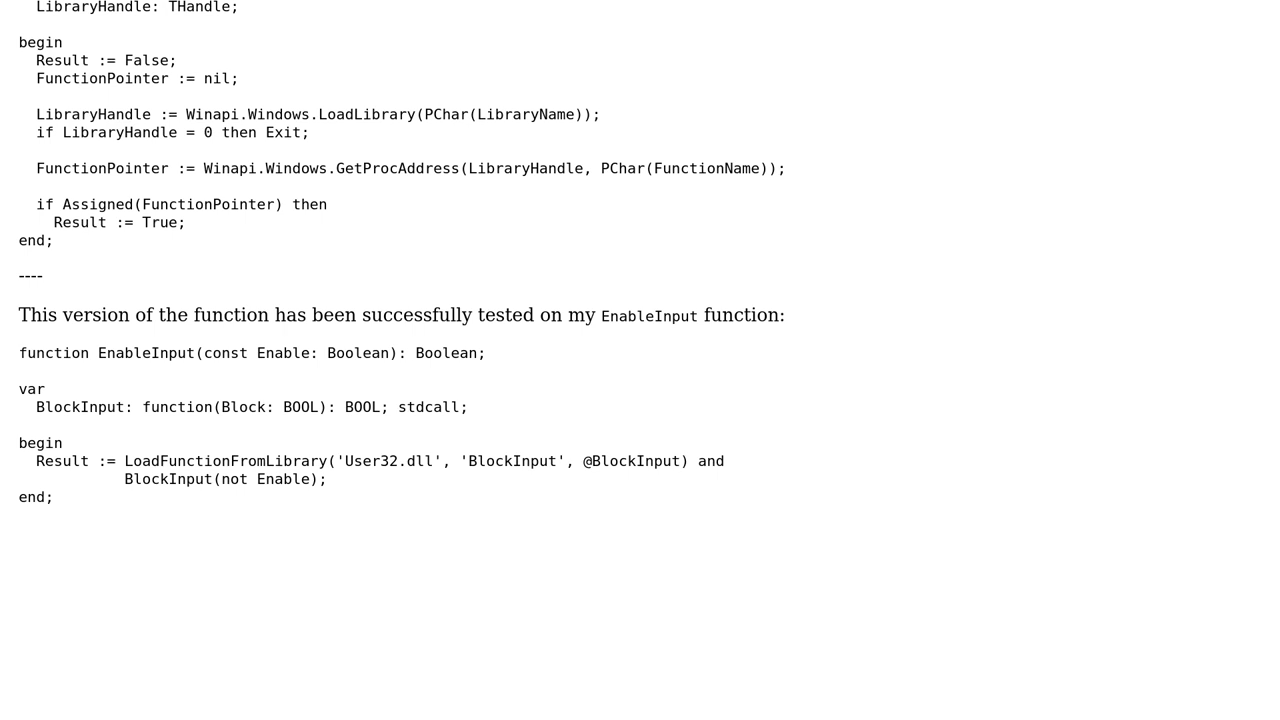 LibraryHandle: THandle;
begin
Result := False;
FunctionPointer := nil;
LibraryHandle := Winapi.Windows.LoadLibrary(PChar(LibraryName));
if LibraryHandle = 0 then Exit;
FunctionPointer := Winapi.Windows.GetProcAddress(LibraryHandle, PChar(FunctionName));
if Assigned(FunctionPointer) then
Result := True;
end;
----
This version of the function has been successfully tested on my EnableInput function:
function EnableInput(const Enable: Boolean): Boolean;
var
BlockInput: function(Block: BOOL): BOOL; stdcall;
begin
Result := LoadFunctionFromLibrary('User32.dll', 'BlockInput', @BlockInput) and
BlockInput(not Enable);
end;